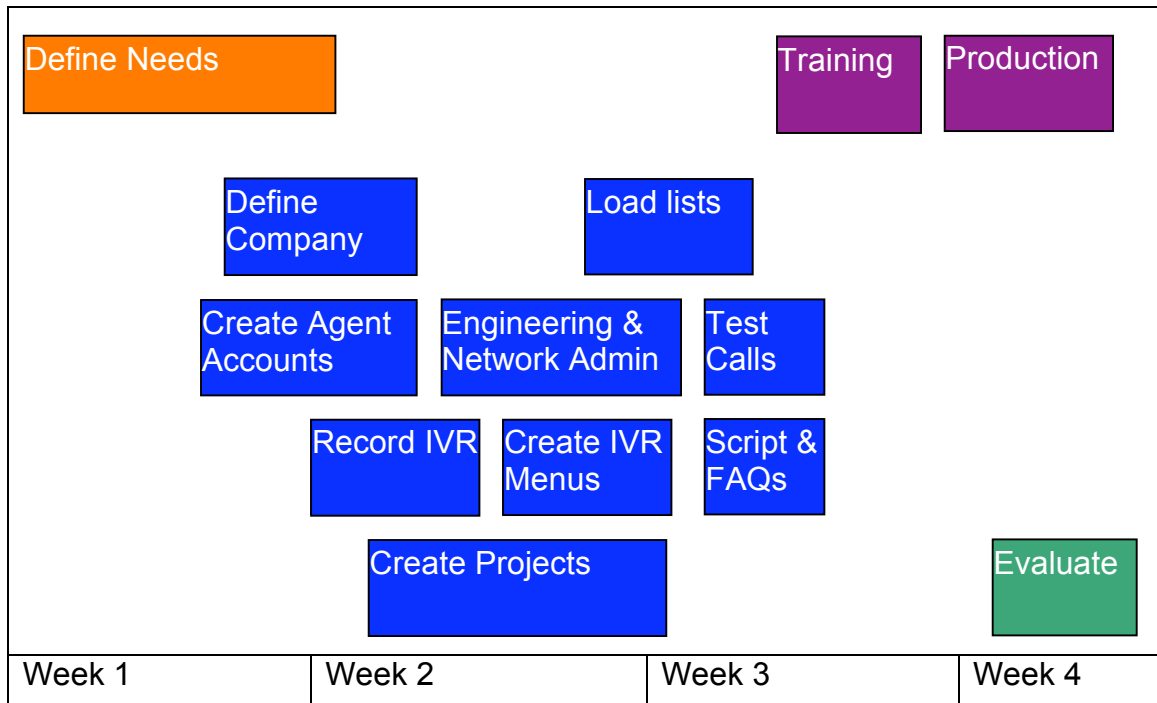 Define Needs
Training
Production
Define
Company
Load lists
Create Agent
Accounts
Engineering &
Network Admin
Test
Calls
Record IVR
Create IVR
Menus
Script &
FAQs
Create Projects
Evaluate
Week 1
Week 2
Week 3
Week 4